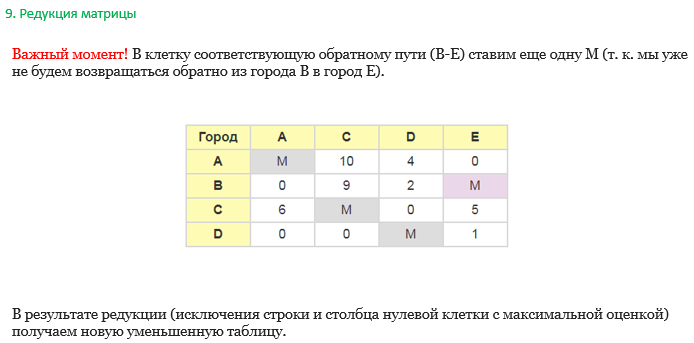 9. Редукция матрицы
Важный момент! В клетку соответствующую обратному пути (B-E) ставим еще одну М (т. к. мы уже
не будем возвращаться обратно из города B в город E).
Город A C D E
A M 10 4 0
B 0 9 2 M
C 6 M 0 5
D 0 0 M 1
В результате редукции (исключения строки и столбца нулевой клетки с максимальной оценкой)
получаем новую уменьшенную таблицу.